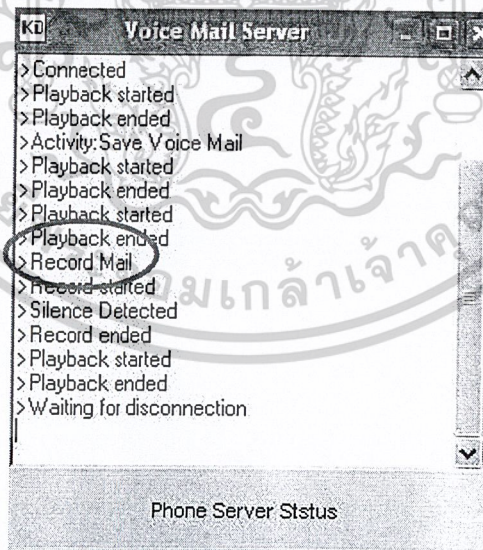 KD Voice Mail Server
>Connected
>Playback started
>Playback ended
>Activity:Save Voice Mail
>Playback started
>Playback ended
>Playback started
>Playback ended
>Record Mail
>Record started
>Silence Detected
>Record ended
>Playback started
>Playback ended
>Waiting for disconnection
Phone Server Ststus